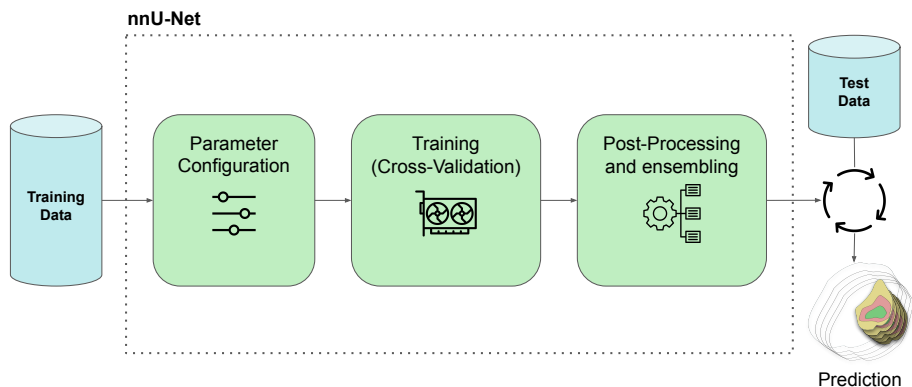 nnU-Net
Training
Data
Parameter
Configuration
Training
(Cross-Validation)
Post-Processing
and ensembling
Test
Data
Prediction